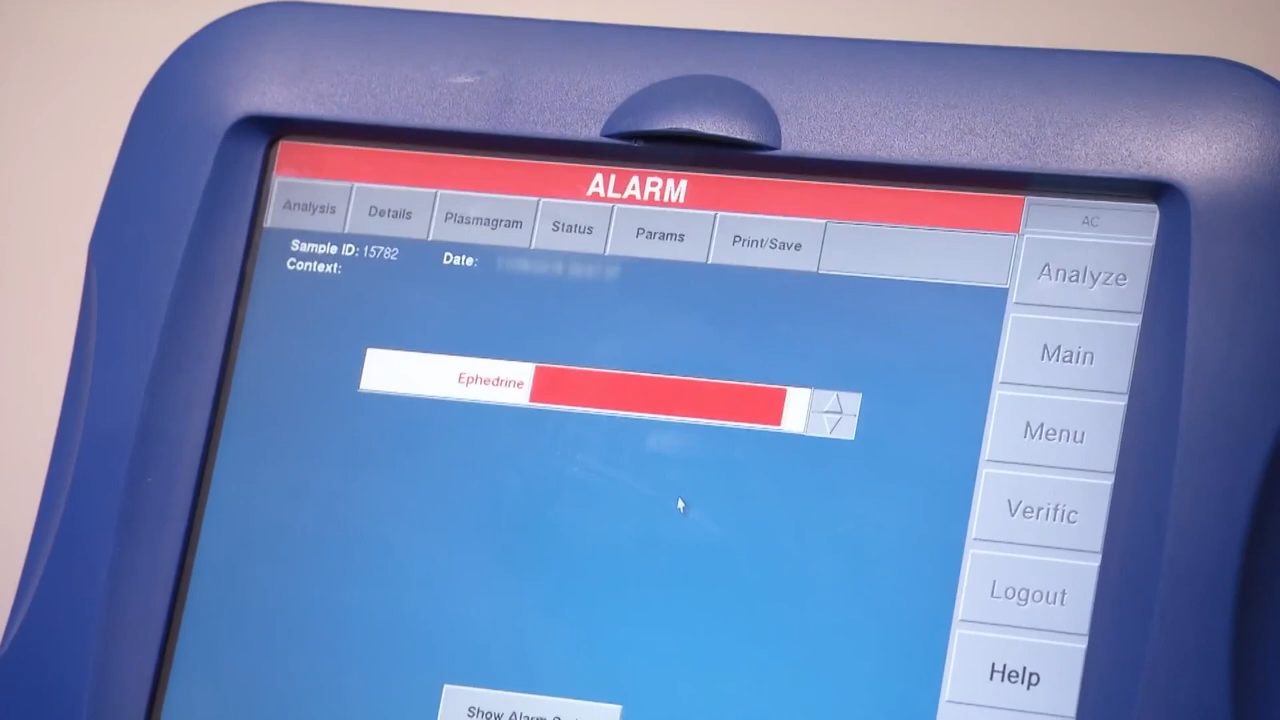 ALARM
AC
Analysis Details Plasmagram Status Params Print/Save
Sample ID: 15782 Date:
Context:
Ephedrine
Analyze
Main
Menu
Verific
Logout
Help
Show Alarm